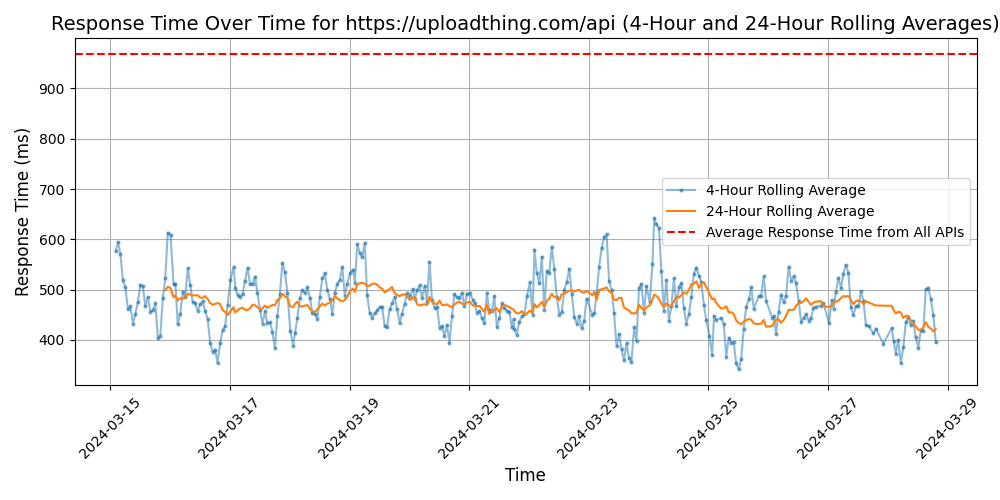 Response Time Over Time for https://uploadthing.com/api (4-Hour and 24-Hour Rolling Averages)
Response Time (ms)
900
800
700
600
500
400
4-Hour Rolling Average
24-Hour Rolling Average
Average Response Time from All APIs
2024-03-15
2024-03-17
2024-03-19
2024-03-21
2024-03-23
2024-03-25
2024-03-27
2024-03-29
Time